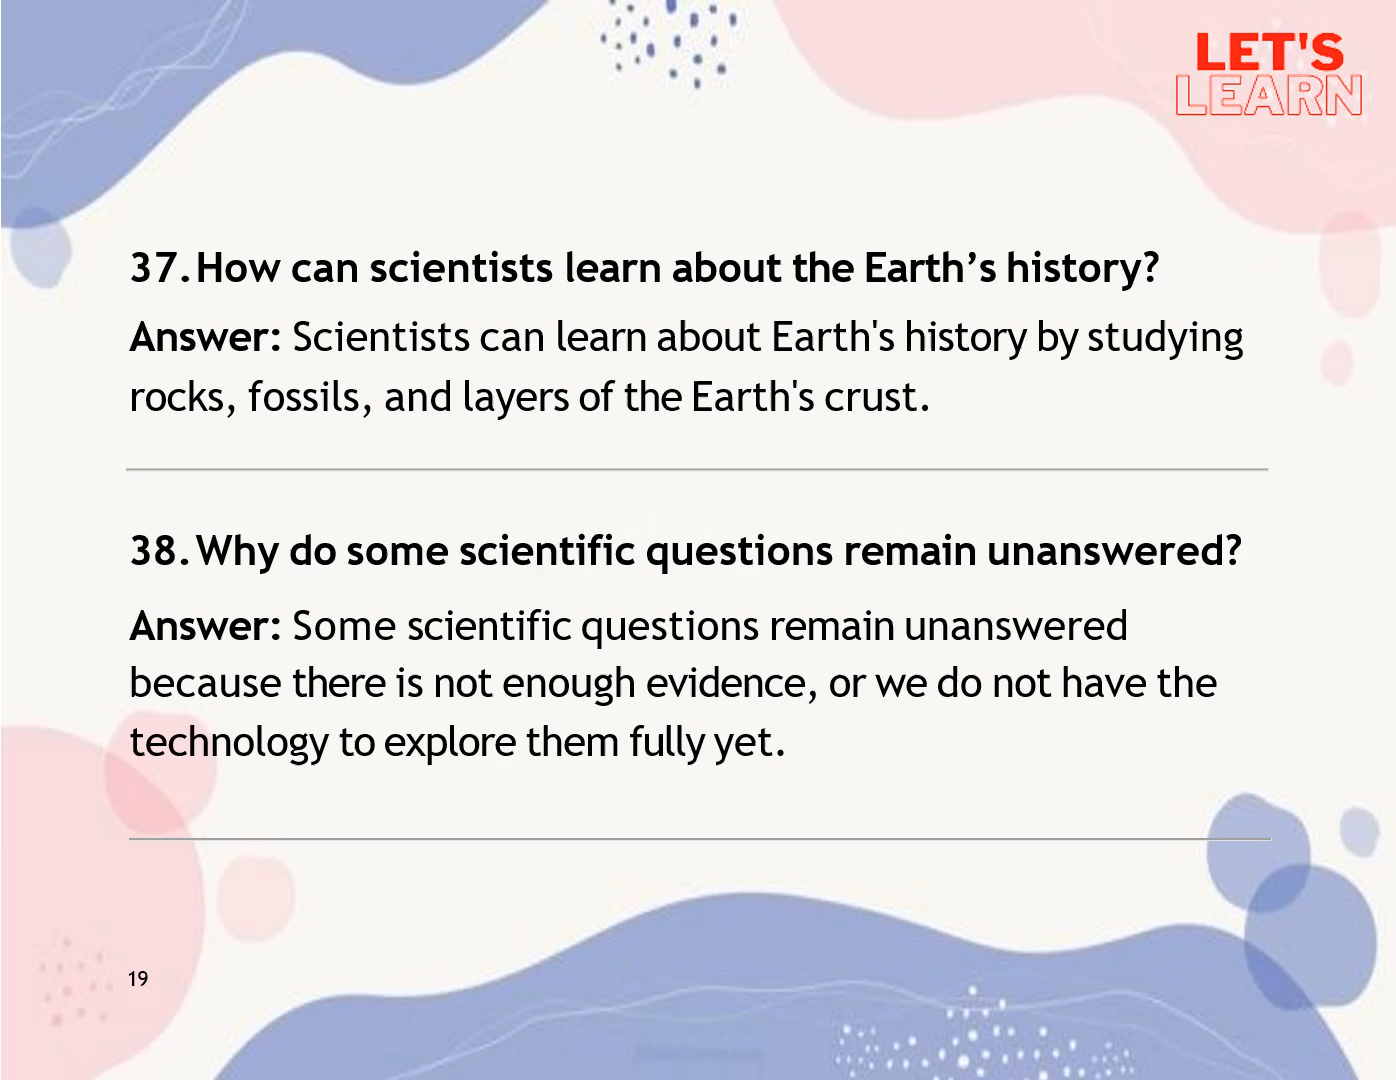 LET'S
LEARN
37. How can scientists learn about the Earth’s history?
Answer: Scientists can learn about Earth's history by studying
rocks, fossils, and layers of the Earth's crust.
38. Why do some scientific questions remain unanswered?
Answer: Some scientific questions remain unanswered
because there is not enough evidence, or we do not have the
technology to explore them fully yet.
19